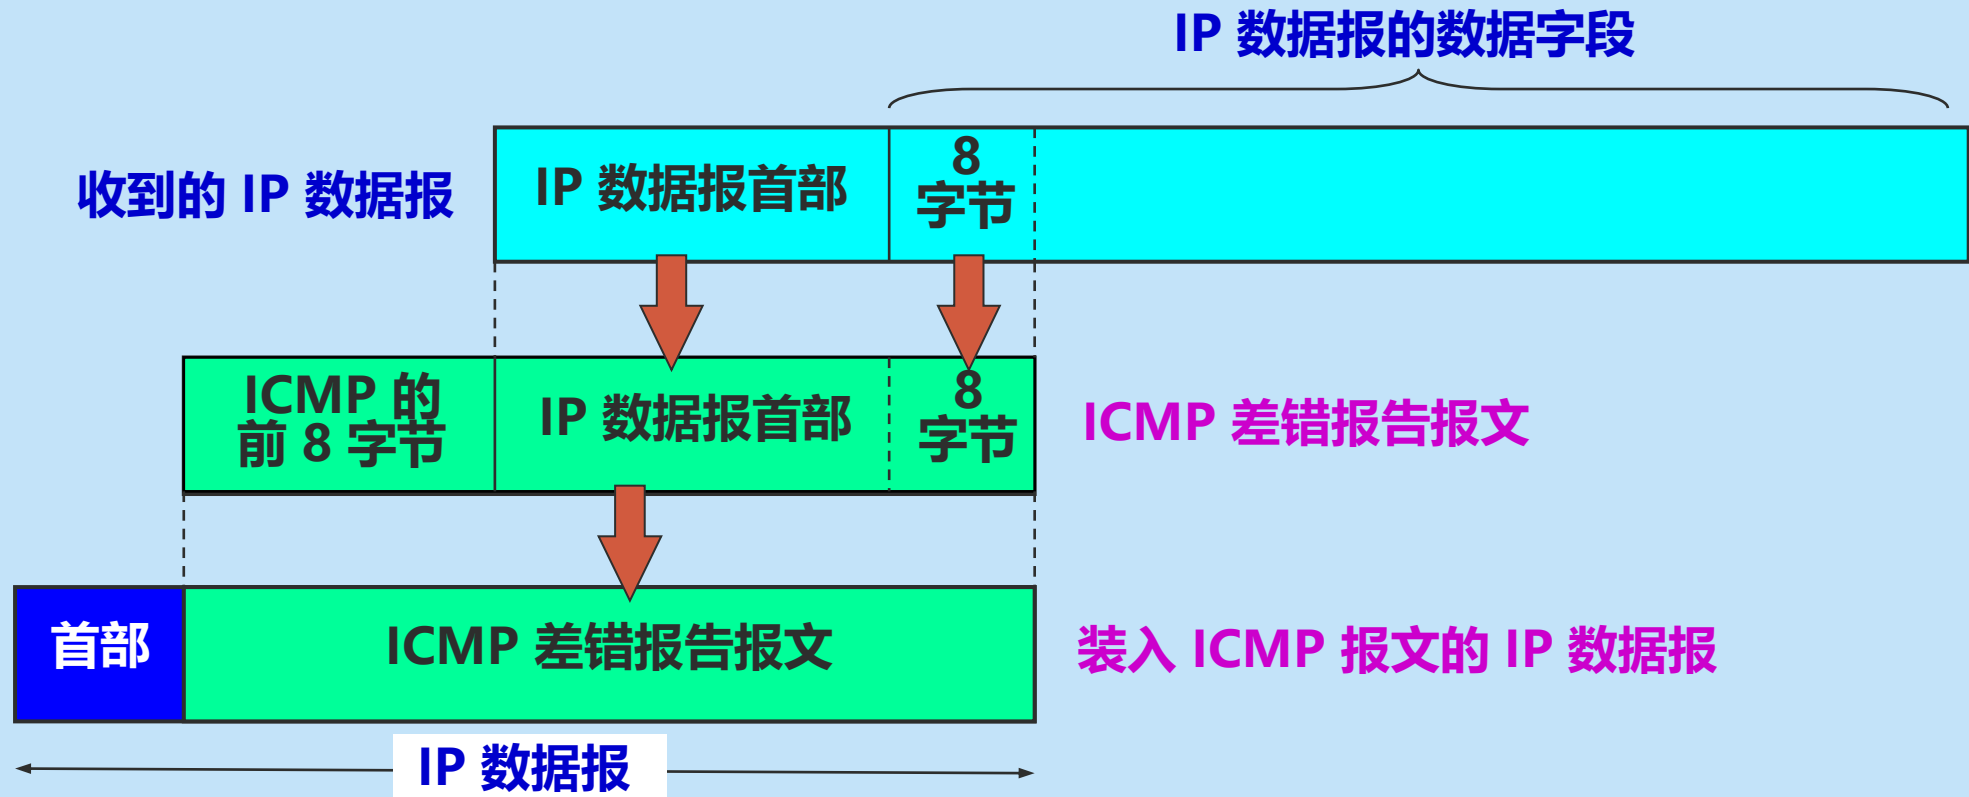 IP 数据报的数据字段
收到的 IP 数据报
IP 数据报首部
8
字节
ICMP 的
前 8 字节
IP 数据报首部
8
字节
ICMP 差错报告报文
首部
ICMP 差错报告报文
装入 ICMP 报文的 IP 数据报
IP 数据报